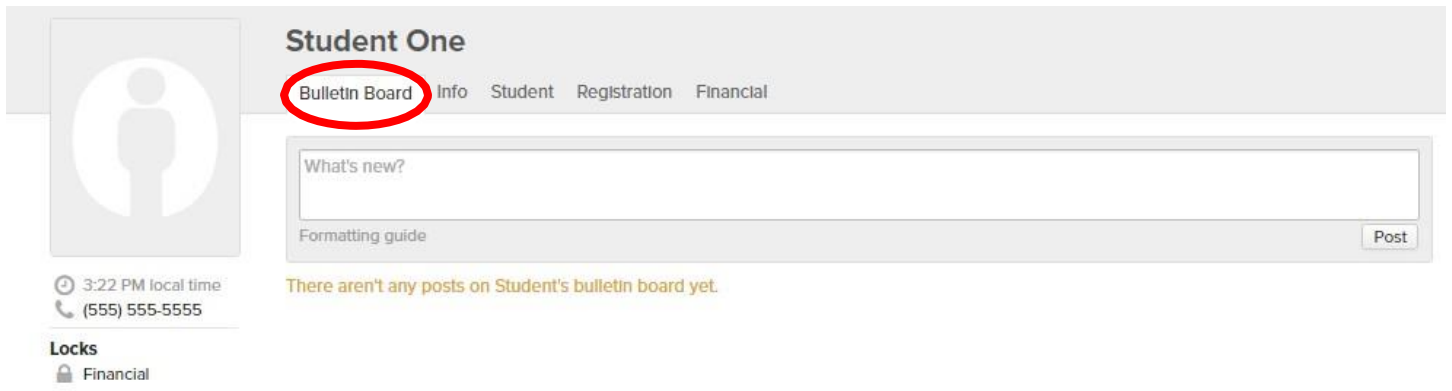 Student One
Bulletin Board Info Student Registration Financial
What's new?
Formatting guide Post
3:22 PM local time
(555) 555-5555
Locks
Financial
There aren't any posts on Student's bulletin board yet.